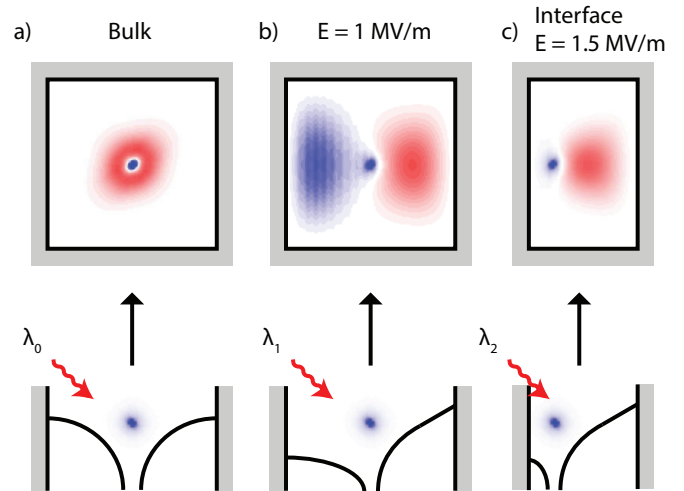 a) Bulk
b) E = 1 MV/m
c) Interface
E = 1.5 MV/m
λ0
λ1
λ2